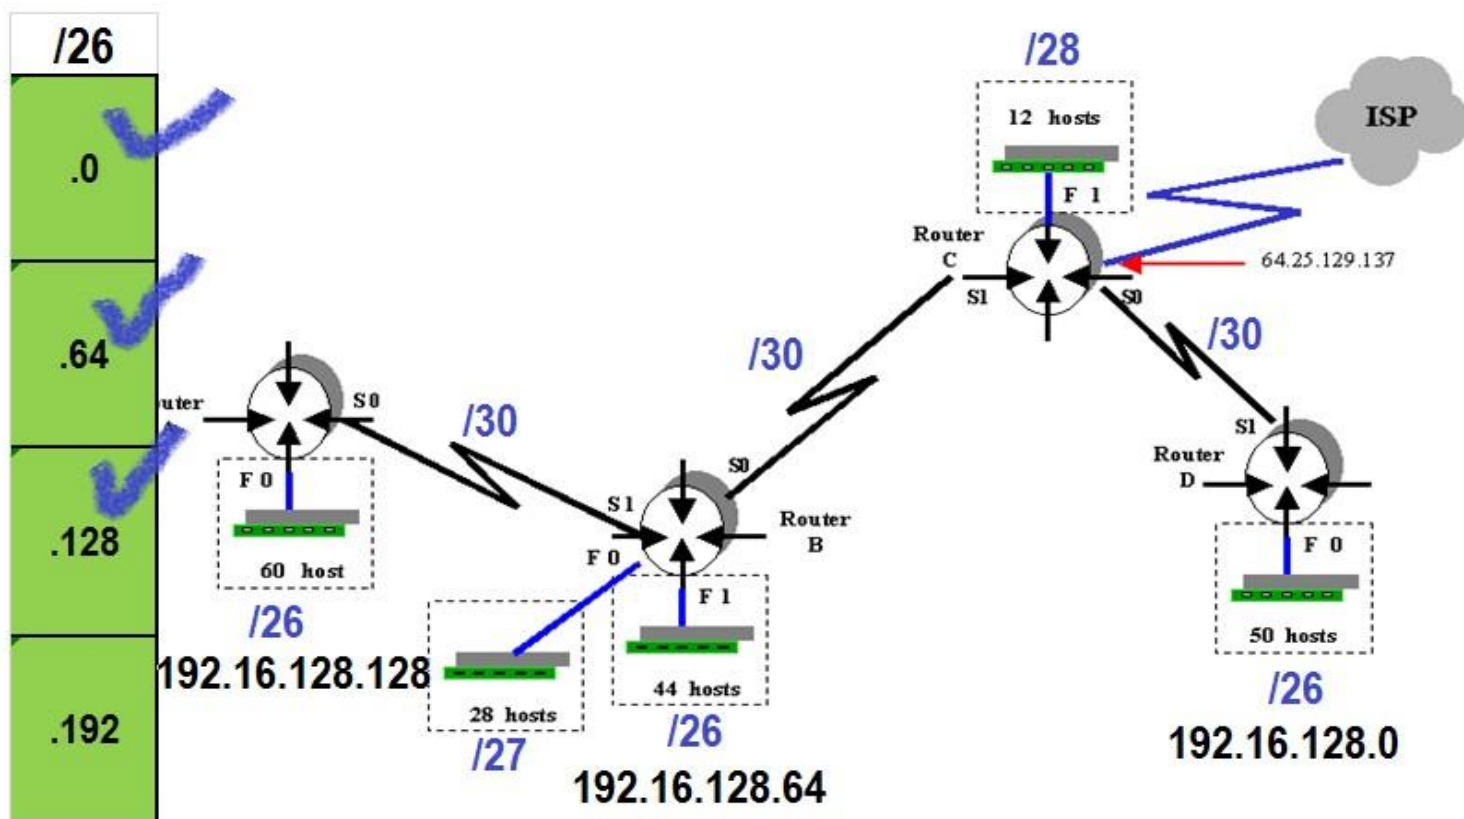 /26
.0
.64
.128
.192
/28
12 hosts
F 1
ISP
Router
C
S1
S0
64.25.129.137
/30
/30
uter
S0
/30
F 0
60 host
/26
192.16.128.128
S1
S0
Router
B
F 0
F 1
28 hosts
/27
44 hosts
/26
192.16.128.64
S1
Router
D
F 0
50 hosts
/26
192.16.128.0